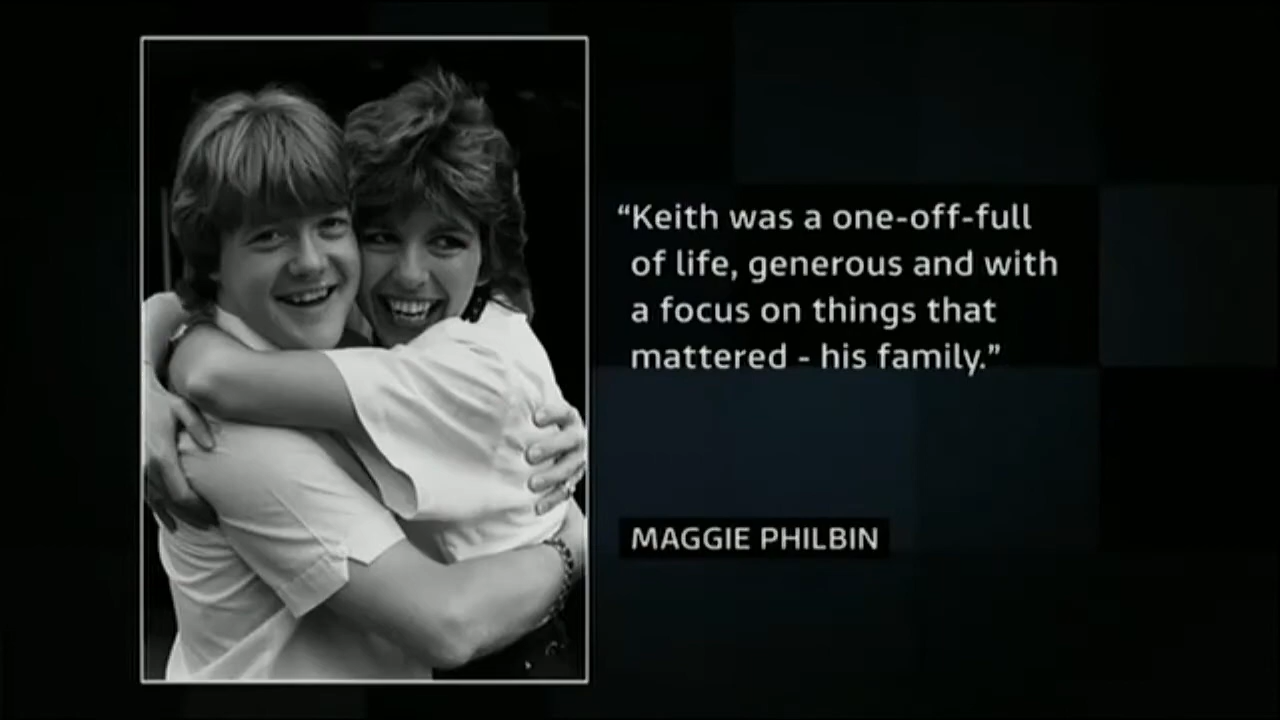 “Keith was a one-off-full
of life, generous and with
a focus on things that
mattered - his family.”
MAGGIE PHILBIN